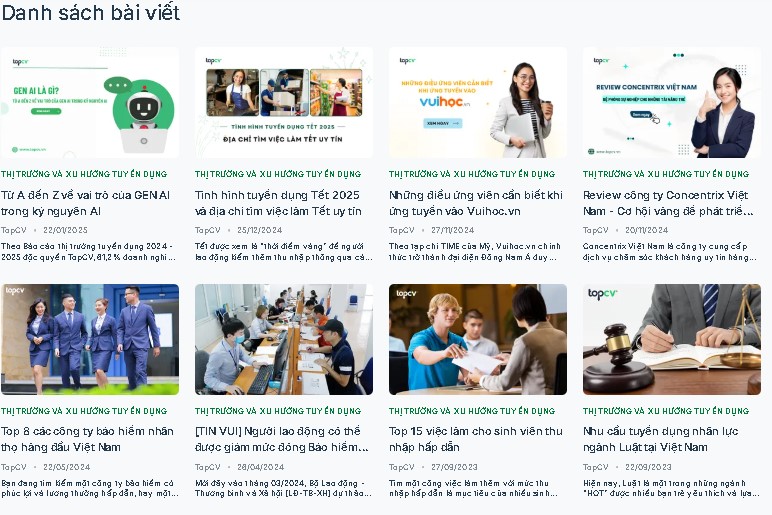 Danh sách bài viết
topcv
GEN AI LÀ GÌ?
TỪ A ĐẾN Z VỀ VAI TRÒ CỦA GEN AI TRONG KỶ NGUYÊN AI
THỊ TRƯỜNG VÀ XU HƯỚNG TUYỂN DỤNG
Từ A đến Z về vai trò của GEN AI
trong kỷ nguyên AI
TopCV • 22/01/2025
Theo Báo cáo thị trường tuyển dụng 2024 -
2025 độc quyền TopCV, 61,2% doanh nghi...
topcv
TÌNH HÌNH TUYỂN DỤNG TẾT 2025
ĐỊA CHỈ TÌM VIỆC LÀM TẾT UY TÍN
THỊ TRƯỜNG VÀ XU HƯỚNG TUYỂN DỤNG
Tình hình tuyển dụng Tết 2025
và địa chỉ tìm việc làm Tết uy tín
TopCV • 25/12/2024
Tết được xem là "thời điểm vàng" để người
lao động kiếm thêm thu nhập thông qua cá...
topcv
NHỮNG ĐIỀU ỨNG VIÊN CẦN BIẾT
KHI ỨNG TUYỂN VÀO
vuihọc.vn
XEM NGAY
THỊ TRƯỜNG VÀ XU HƯỚNG TUYỂN DỤNG
Những điều ứng viên cần biết khi
ứng tuyển vào Vuihoc.vn
TopCV • 27/11/2024
Theo tạp chí TIME của Mỹ, Vuihoc.vn chính
thức trở thành đại diện Đông Nam Á duy ...
topcv
REVIEW CONCENTRIX VIỆT NAM
BỆ PHÓNG SỰ NGHIỆP CHO NHỮNG TÀI NĂNG TRẺ
Xem ngay
THỊ TRƯỜNG VÀ XU HƯỚNG TUYỂN DỤNG
Review công ty Concentrix Việt
Nam - Cơ hội vàng để phát triể...
TopCV • 20/11/2024
Concentrix Việt Nam là công ty cung cấp
dịch vụ chăm sóc khách hàng uy tín hàng...
topcv
THỊ TRƯỜNG VÀ XU HƯỚNG TUYỂN DỤNG
Top 8 các công ty bảo hiểm nhân
thọ hàng đầu Việt Nam
TopCV • 22/05/2024
Bạn đang tìm kiếm một công ty bảo hiểm có
phúc lợi và lương thưởng hấp dẫn, hay một...
THỊ TRƯỜNG VÀ XU HƯỚNG TUYỂN DỤNG
[TIN VUI] Người lao động có thể
được giảm mức đóng Bảo hiểm...
TopCV • 26/04/2024
Mới đây vào tháng 03/2024, Bộ Lao động -
Thương binh và Xã hội (LĐ-TB-XH) dự thảo...
topcv
THỊ TRƯỜNG VÀ XU HƯỚNG TUYỂN DỤNG
Top 15 việc làm cho sinh viên thu
nhập hấp dẫn
TopCV • 27/09/2023
Tìm một công việc làm thêm với mức thu
nhập hấp dẫn là mục tiêu của nhiều sinh...
topcv
THỊ TRƯỜNG VÀ XU HƯỚNG TUYỂN DỤNG
Nhu cầu tuyển dụng nhân lực
ngành Luật tại Việt Nam
TopCV • 22/09/2023
Hiện nay, Luật là một trong những ngành
"HOT" được nhiều bạn trẻ yêu thích và lựa...